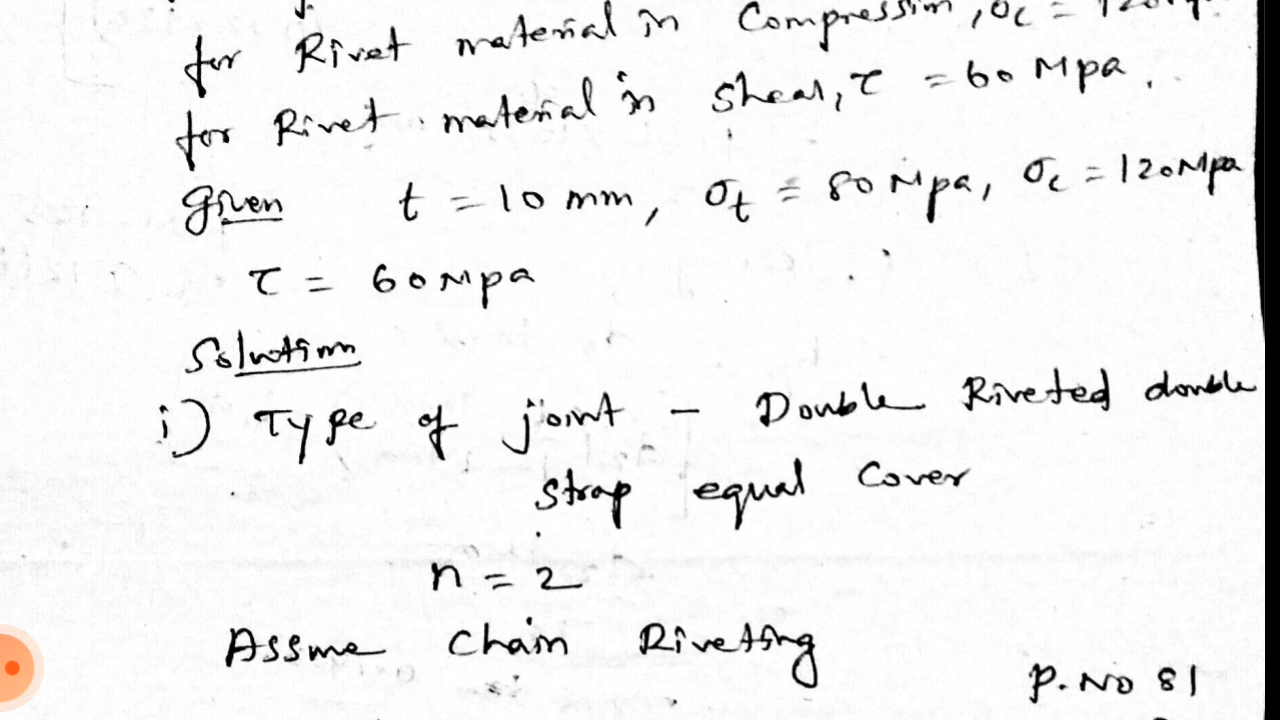 for Rivet material in Compression, σc =
for Rivet material in Shear, τ = 60 Mpa.
Given t = 10 mm, σt = 80 Mpa, σc = 120 Mpa
τ = 60 Mpa
Solution
i) Type of joint - Double Riveted double
Strap equal Cover
n = 2
Assme Chain Rivetting
P. No 81